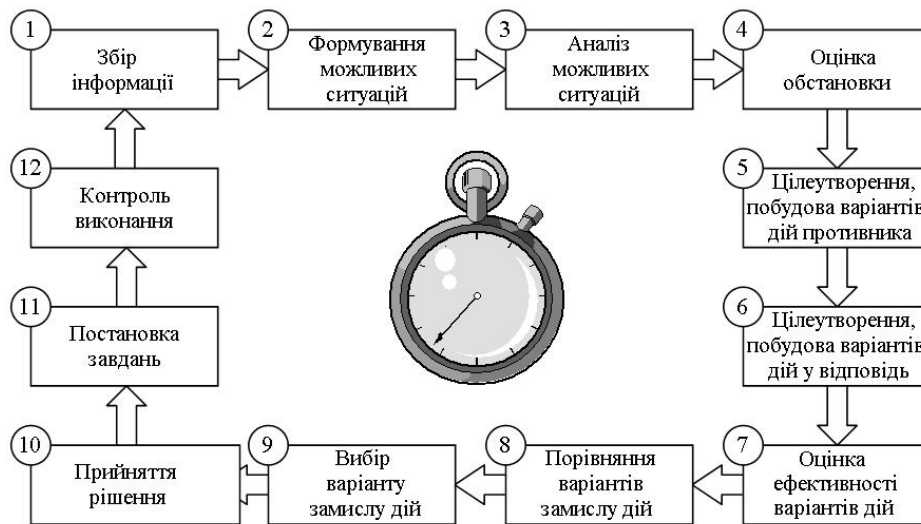 1
Збір
інформації
2
Формування
можливих
ситуацій
3
Аналіз
можливих
ситуацій
4
Оцінка
обстановки
5
Цілеутворення,
побудова варіантів
дій противника
6
Цілеутворення,
побудова варіантів
дій у відповідь
7
Оцінка
ефективності
варіантів дій
8
Порівняння
варіантів
замислу дій
9
Вибір
варіанту
замислу дій
10
Прийняття
рішення
11
Постановка
завдань
12
Контроль
виконання